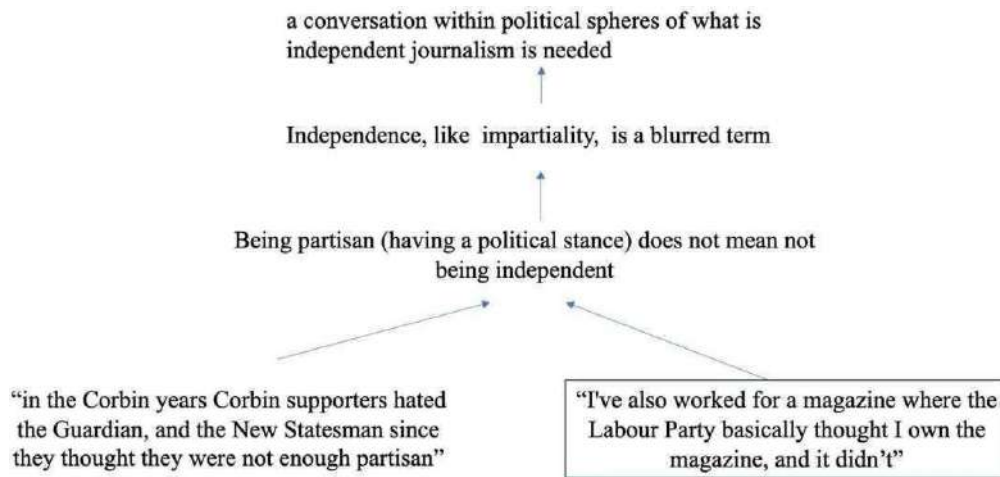 a conversation within political spheres of what is
independent journalism is needed
Independence, like impartiality, is a blurred term
Being partisan (having a political stance) does not mean not
being independent
“in the Corbin years Corbin supporters hated
the Guardian, and the New Statesman since
they thought they were not enough partisan”
“I've also worked for a magazine where the
Labour Party basically thought I own the
magazine, and it didn’t”